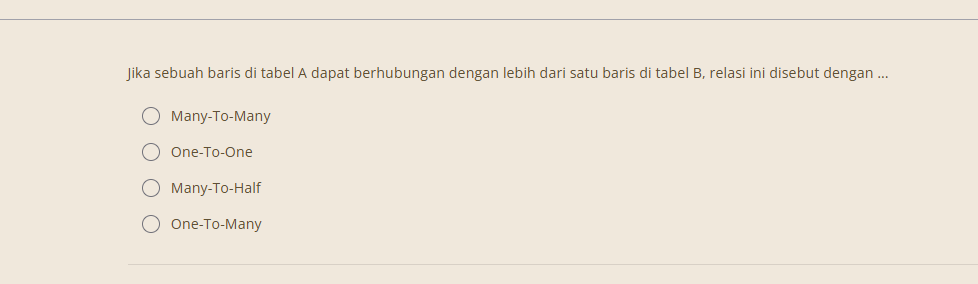 Jika sebuah baris di tabel A dapat berhubungan dengan lebih dari satu baris di tabel B, relasi ini disebut dengan ...
Many-To-Many
One-To-One
Many-To-Half
One-To-Many